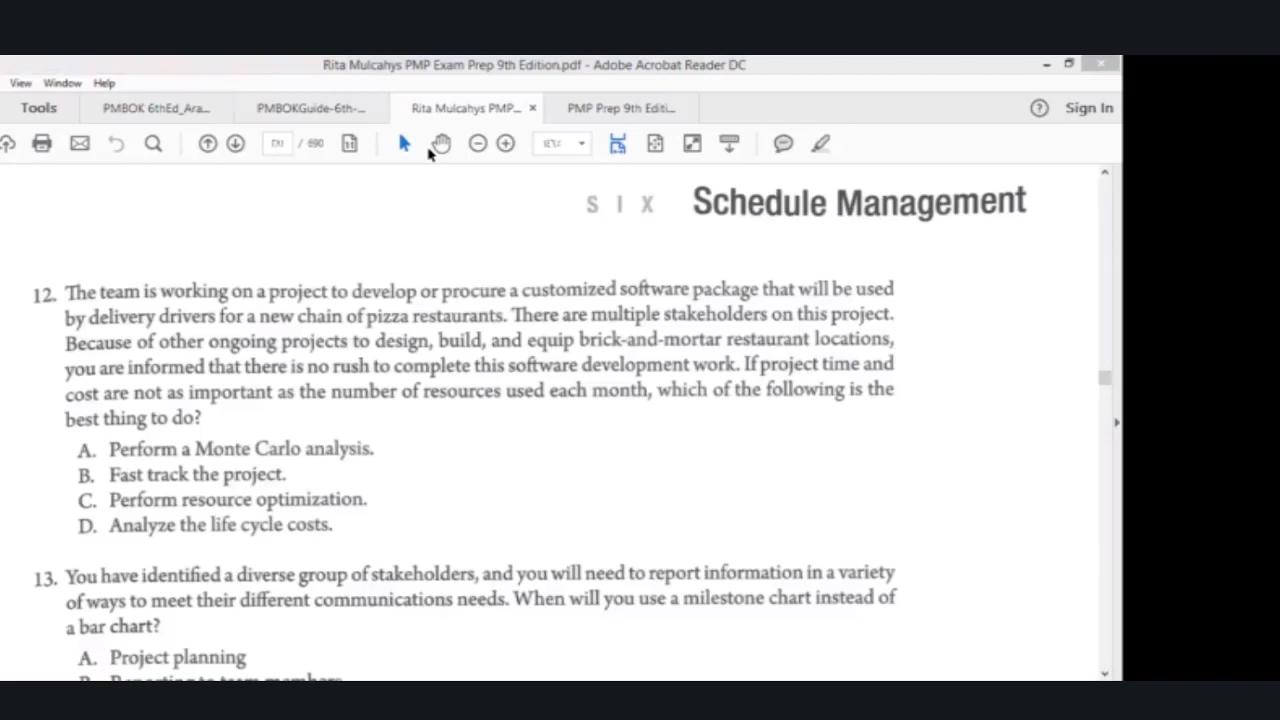 Rita Mulcahys PMP Exam Prep 9th Edition.pdf - Adobe Acrobat Reader DC
View Window Help
Tools PMBOK 6thEd_Ara... PMBOKGuide-6th-... Rita Mulcahys PMP... × PMP Prep 9th Editi... Sign In
/ 690
SIX Schedule Management
12. The team is working on a project to develop or procure a customized software package that will be used
by delivery drivers for a new chain of pizza restaurants. There are multiple stakeholders on this project.
Because of other ongoing projects to design, build, and equip brick-and-mortar restaurant locations,
you are informed that there is no rush to complete this software development work. If project time and
cost are not as important as the number of resources used each month, which of the following is the
best thing to do?
A. Perform a Monte Carlo analysis.
B. Fast track the project.
C. Perform resource optimization.
D. Analyze the life cycle costs.
13. You have identified a diverse group of stakeholders, and you will need to report information in a variety
of ways to meet their different communications needs. When will you use a milestone chart instead of
a bar chart?
A. Project planning
B. Reporting to team members